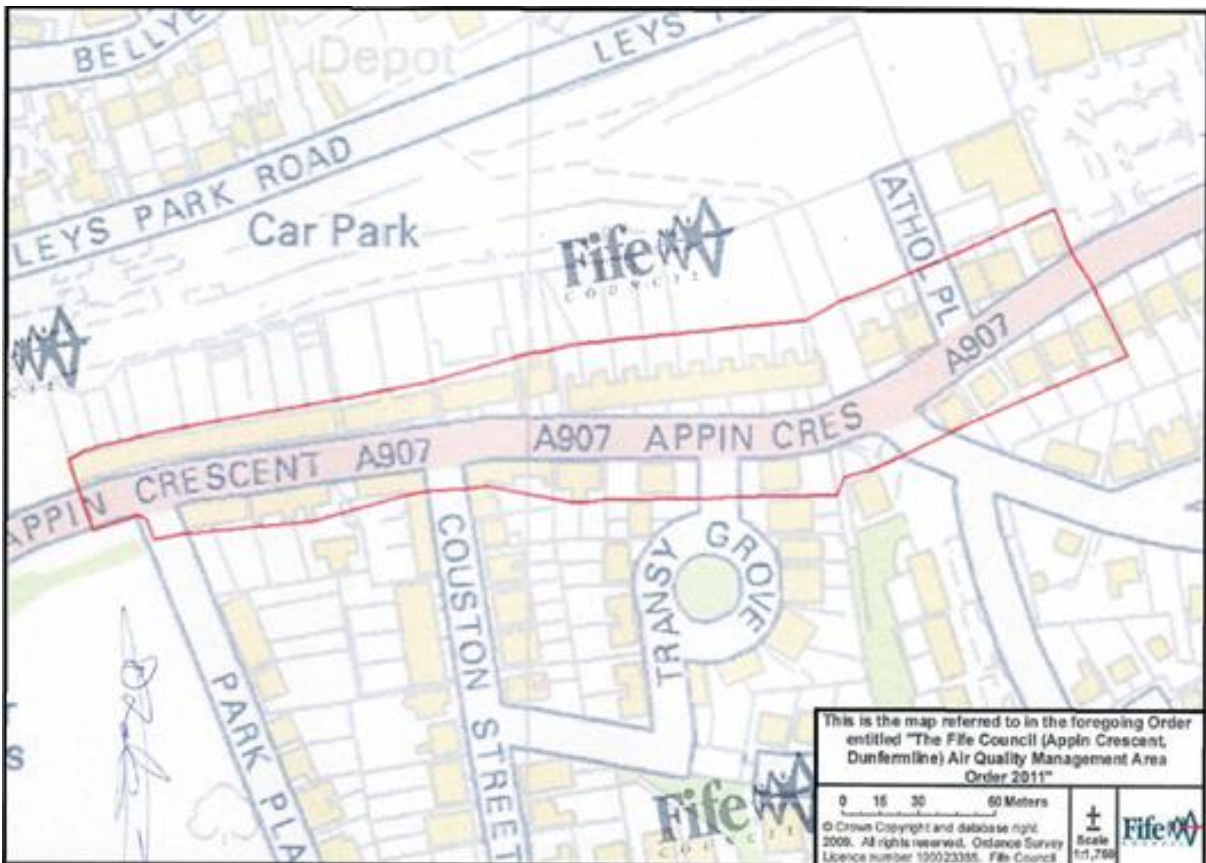 BELLYE
Depot
LEYS P
LEYS PARK ROAD
Car Park
Fife
COUNCIL
ATHOL PL
A907
A907 APPIN CRES
APPIN CRESCENT A907
COUSTON STREET
TRANSY GROVE
PARK PLA
S
Fife
COUNCIL
This is the map referred to in the foregoing Order
entitled "The Fife Council (Appin Crescent,
Dunfermline) Air Quality Management Area
Order 2011"
0 15 30 60 Meters
© Crown Copyright and database right
2009. All rights reserved. Ordance Survey
Licence number 100023385. Fife Council
Scale
Fife
COUNCIL